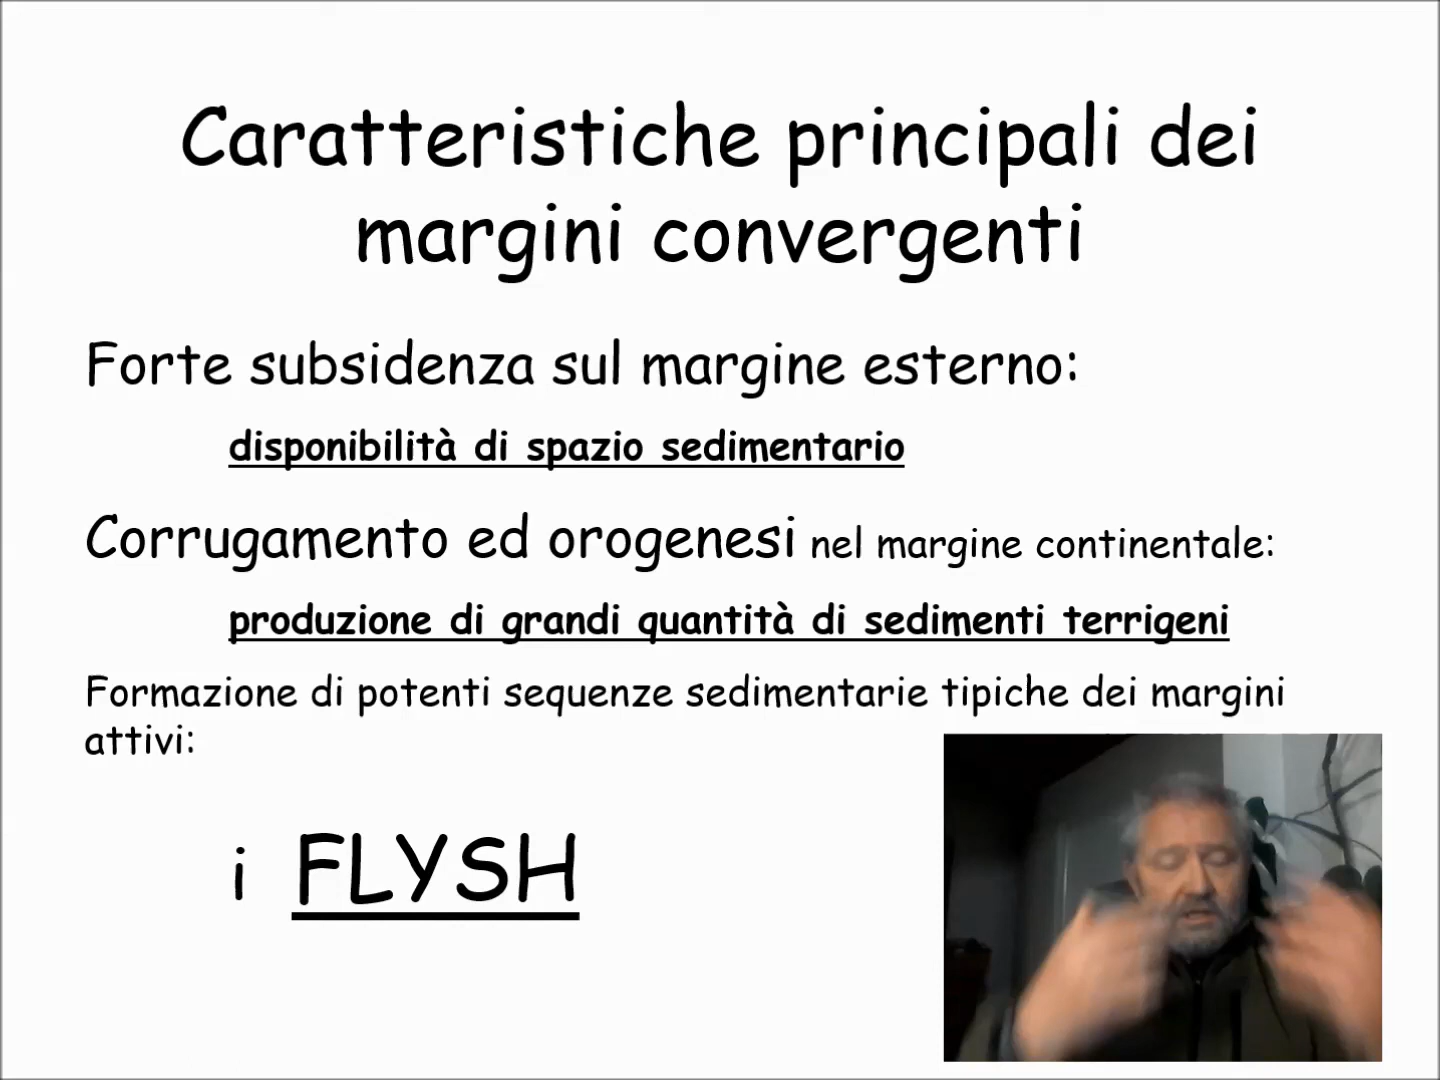 Caratteristiche principali dei
margini convergenti
Forte subsidenza sul margine esterno:
disponibilità di spazio sedimentario
Corrugamento ed orogenesi nel margine continentale:
produzione di grandi quantità di sedimenti terrigeni
Formazione di potenti sequenze sedimentarie tipiche dei margini
attivi:
i FLYSH